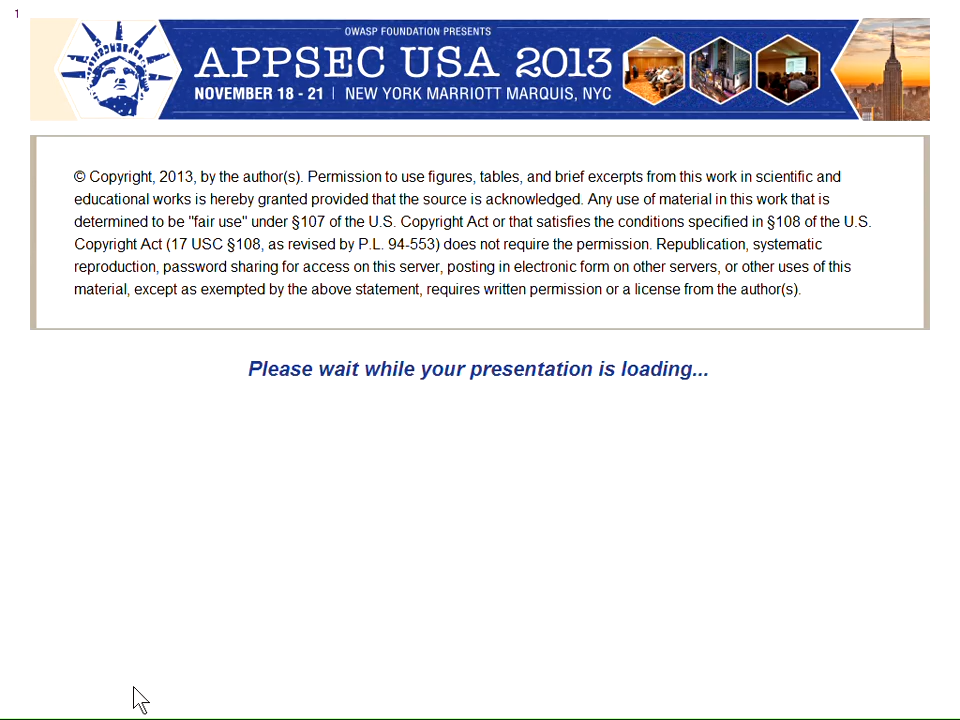 1
OWASP FOUNDATION PRESENTS
APPSEC USA 2013
NOVEMBER 18 - 21 | NEW YORK MARRIOTT MARQUIS, NYC
© Copyright, 2013, by the author(s). Permission to use figures, tables, and brief excerpts from this work in scientific and
educational works is hereby granted provided that the source is acknowledged. Any use of material in this work that is
determined to be "fair use" under §107 of the U.S. Copyright Act or that satisfies the conditions specified in §108 of the U.S.
Copyright Act (17 USC §108, as revised by P.L. 94-553) does not require the permission. Republication, systematic
reproduction, password sharing for access on this server, posting in electronic form on other servers, or other uses of this
material, except as exempted by the above statement, requires written permission or a license from the author(s).
Please wait while your presentation is loading...